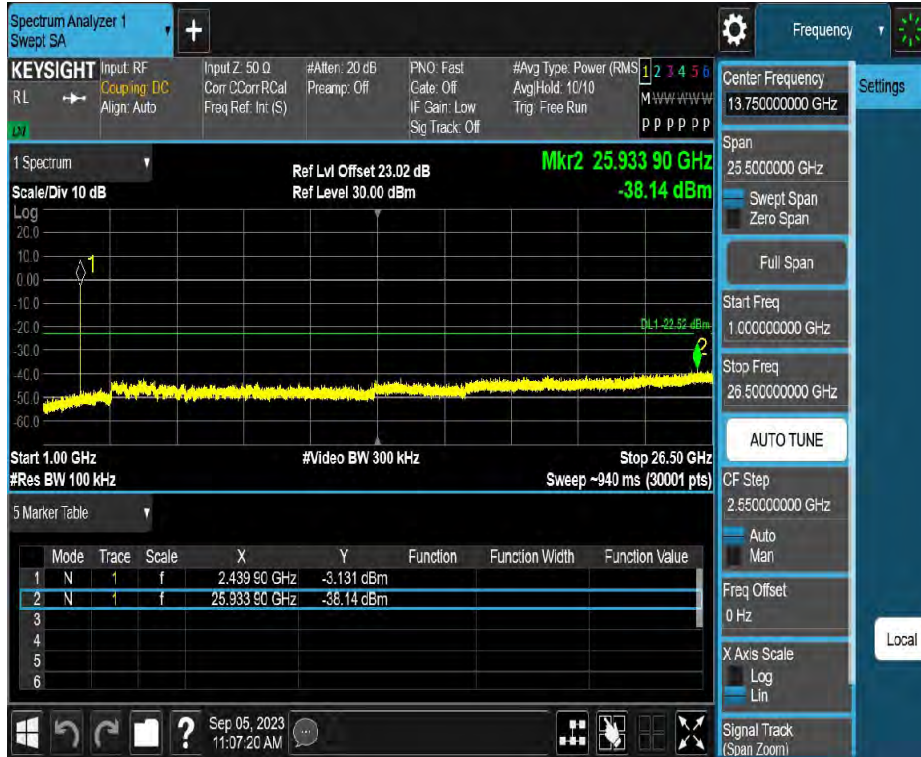 Spectrum Analyzer 1
Swept SA
Frequency
KEYSIGHT
RL
Input: RF
Coupling: DC
Align: Auto
Input Z: 50 Ω
Corr CCorr RCal
Freq Ref: Int (S)
#Atten: 20 dB
Preamp: Off
PNO: Fast
Gate: Off
IF Gain: Low
Sig Track: Off
#Avg Type: Power (RMS
Avg|Hold: 10/10
Trig: Free Run
1 2 3 4 5 6
M W W W W W
P P P P P P
1 Spectrum
Scale/Div 10 dB
Ref Lvl Offset 23.02 dB
Ref Level 30.00 dBm
Mkr2 25.933 90 GHz
-38.14 dBm
Log
20.0
10.0
0.00
-10.0
-20.0
-30.0
-40.0
-50.0
-60.0
1
DL1 -22.52 dBm
2
Start 1.00 GHz
#Res BW 100 kHz
#Video BW 300 kHz
Stop 26.50 GHz
Sweep ~940 ms (30001 pts)
5 Marker Table
Mode Trace Scale X Y Function Function Width Function Value
1 N 1 f 2.439 90 GHz -3.131 dBm
2 N 1 f 25.933 90 GHz -38.14 dBm
3
4
5
6
?
Sep 05, 2023
11:07:20 AM
Center Frequency
13.750000000 GHz
Span
25.5000000 GHz
Swept Span
Zero Span
Full Span
Start Freq
1.000000000 GHz
Stop Freq
26.500000000 GHz
AUTO TUNE
CF Step
2.550000000 GHz
Auto
Man
Freq Offset
0 Hz
X Axis Scale
Log
Lin
Signal Track
(Span Zoom)
Settings
Local